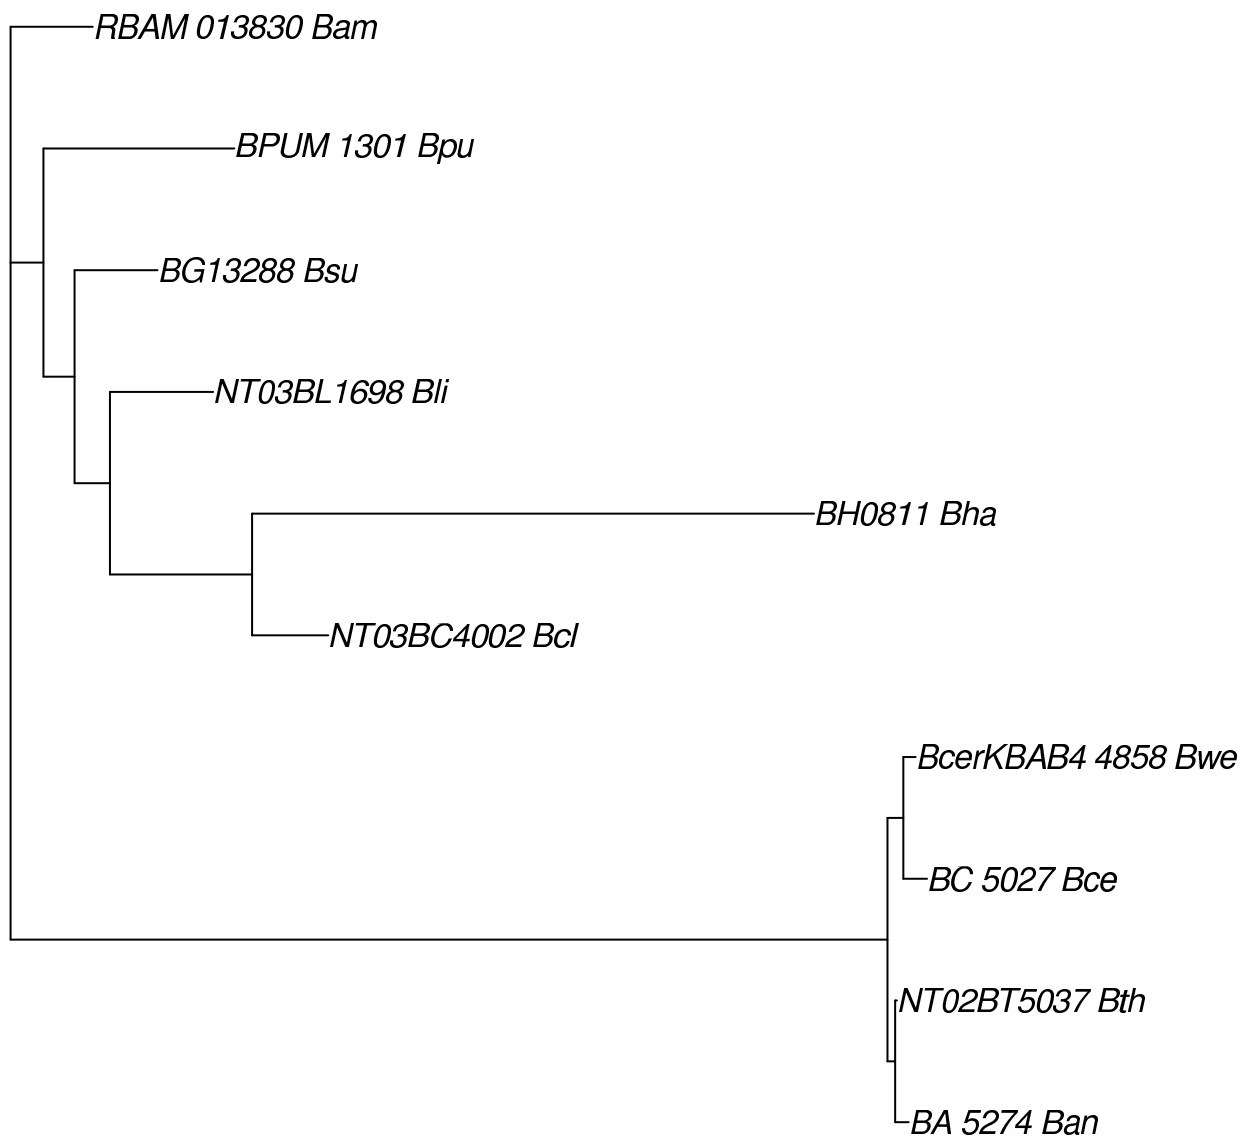 RBAM 013830 Bam
BPUM 1301 Bpu
BG13288 Bsu
NT03BL1698 Bli
BH0811 Bha
NT03BC4002 Bcl
BcerKBAB4 4858 Bwe
BC 5027 Bce
NT02BT5037 Bth
BA 5274 Ban